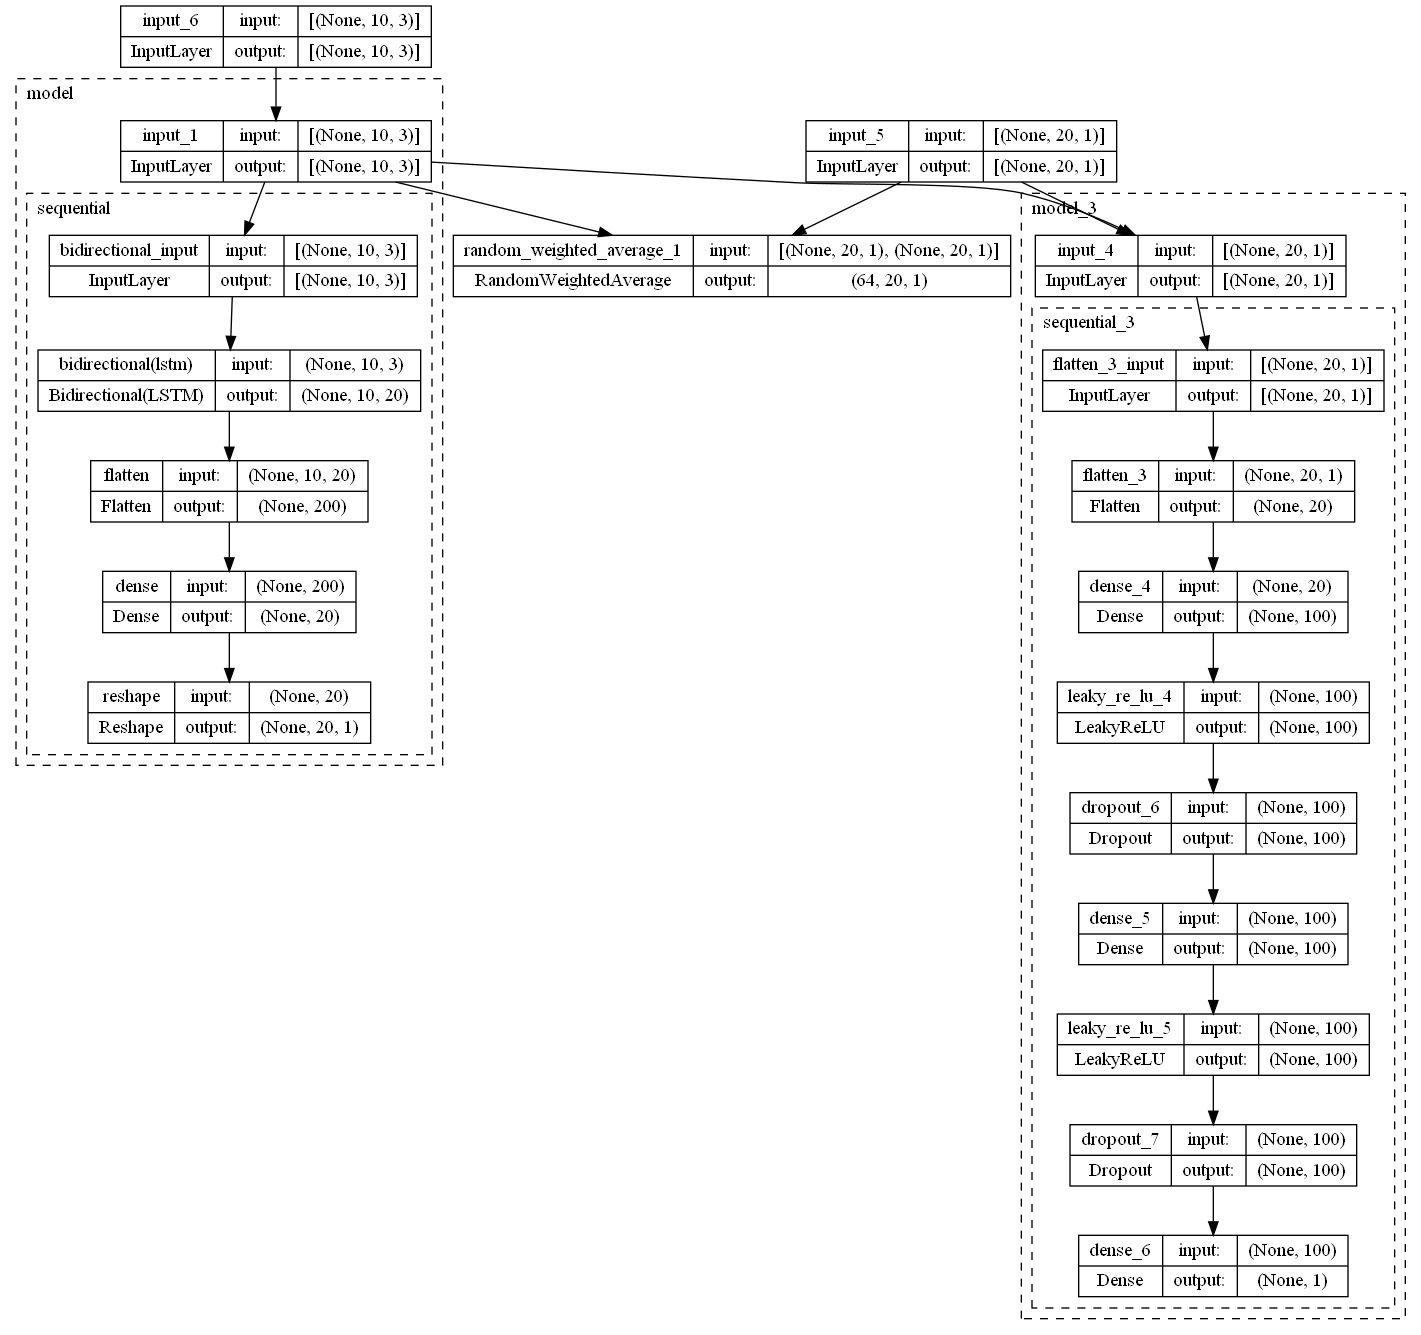 input_6 input: [(None, 10, 3)]
InputLayer output: [(None, 10, 3)]
model
input_1 input: [(None, 10, 3)]
InputLayer output: [(None, 10, 3)]
input_5 input: [(None, 20, 1)]
InputLayer output: [(None, 20, 1)]
sequential
bidirectional_input input: [(None, 10, 3)]
InputLayer output: [(None, 10, 3)]
bidirectional(lstm) input: (None, 10, 3)
Bidirectional(LSTM) output: (None, 10, 20)
flatten input: (None, 10, 20)
Flatten output: (None, 200)
dense input: (None, 200)
Dense output: (None, 20)
reshape input: (None, 20)
Reshape output: (None, 20, 1)
random_weighted_average_1 input: [(None, 20, 1), (None, 20, 1)]
RandomWeightedAverage output: (64, 20, 1)
model_3
input_4 input: [(None, 20, 1)]
InputLayer output: [(None, 20, 1)]
sequential_3
flatten_3_input input: [(None, 20, 1)]
InputLayer output: [(None, 20, 1)]
flatten_3 input: (None, 20, 1)
Flatten output: (None, 20)
dense_4 input: (None, 20)
Dense output: (None, 100)
leaky_re_lu_4 input: (None, 100)
LeakyReLU output: (None, 100)
dropout_6 input: (None, 100)
Dropout output: (None, 100)
dense_5 input: (None, 100)
Dense output: (None, 100)
leaky_re_lu_5 input: (None, 100)
LeakyReLU output: (None, 100)
dropout_7 input: (None, 100)
Dropout output: (None, 100)
dense_6 input: (None, 100)
Dense output: (None, 1)